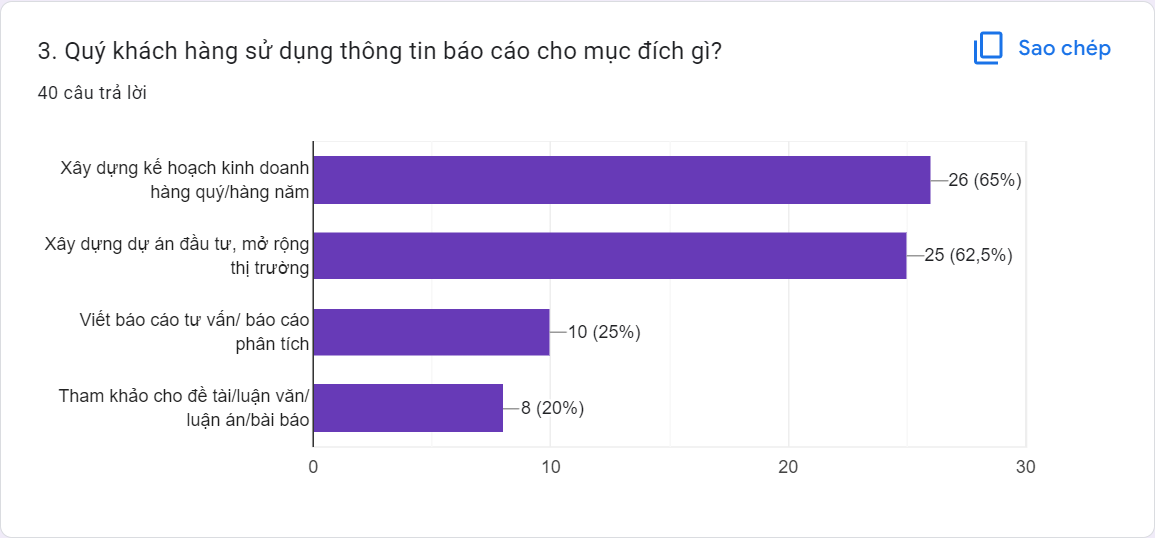 3. Quý khách hàng sử dụng thông tin báo cáo cho mục đích gì?
Sao chép
40 câu trả lời
Xây dựng kế hoạch kinh doanh
hàng quý/hàng năm
26 (65%)
Xây dựng dự án đầu tư, mở rộng
thị trường
25 (62,5%)
Viết báo cáo tư vấn/ báo cáo
phân tích
10 (25%)
Tham khảo cho đề tài/luận văn/
luận án/bài báo
8 (20%)
0 10 20 30